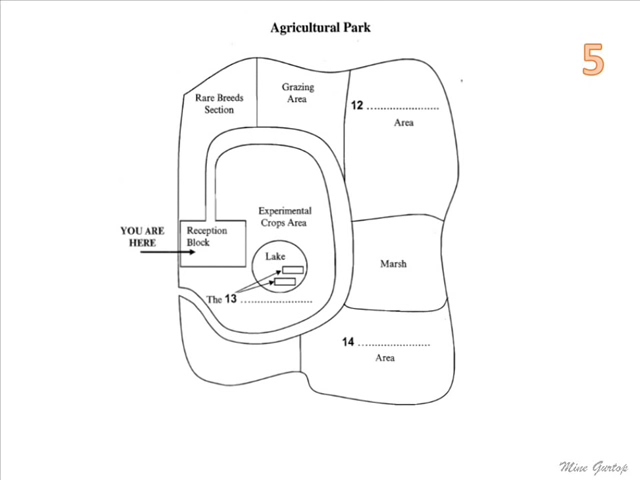 Agricultural Park
5
Rare Breeds
Section
Grazing
Area
12 ........................
Area
Experimental
Crops Area
YOU ARE
HERE
Reception
Block
Lake
Marsh
The 13 ........................
14 ........................
Area
Mine Gurtop